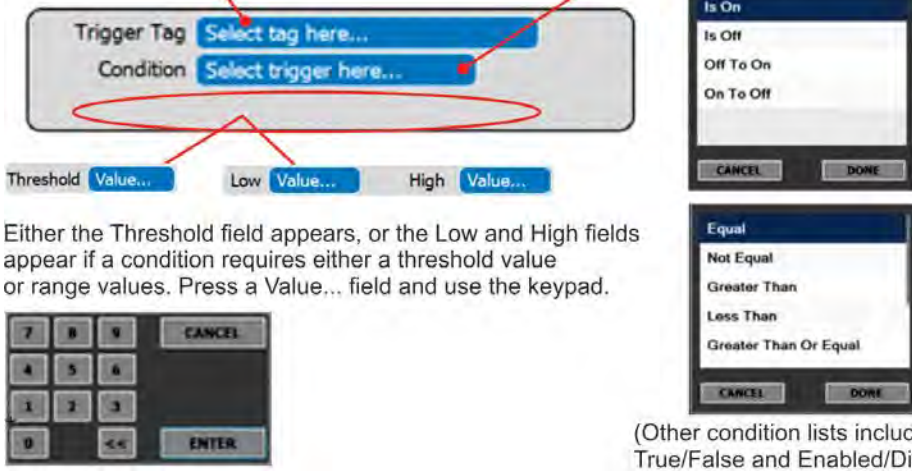 Trigger Tag Select tag here...
Condition Select trigger here...
Threshold Value... Low Value... High Value...
Either the Threshold field appears, or the Low and High fields
appear if a condition requires either a threshold value
or range values. Press a Value... field and use the keypad.
7 8 9 CANCEL
4 5 6
1 2 3
0 << ENTER
Is On
Is Off
Off To On
On To Off
CANCEL DONE
Equal
Not Equal
Greater Than
Less Than
Greater Than Or Equal
CANCEL DONE
(Other condition lists includ
True/False and Enabled/Di